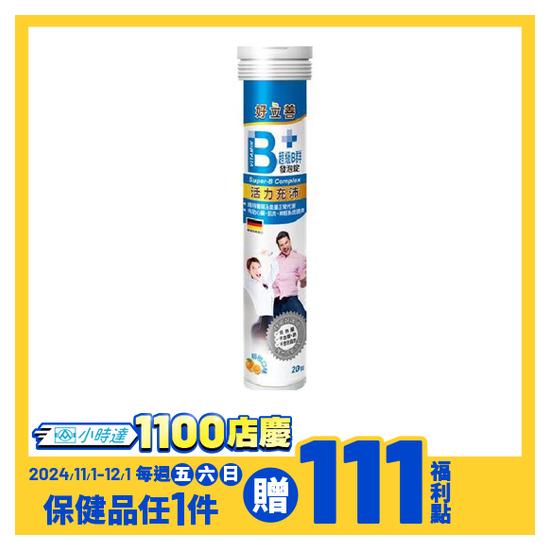 好立善
VITAMIN
B+
超級B群
發泡錠
Super-B Complex
活力充沛
20錠
小時達
1100店慶
2024/11/1-12/1 每週五六日
保健品任1件
贈
111
福利點